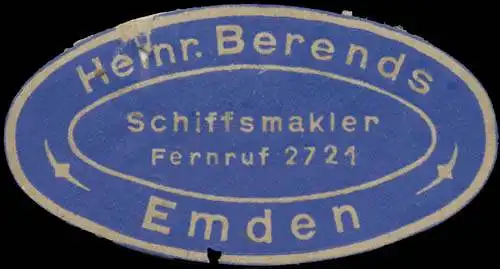 Heinr. Berends
Schiffsmakler
Fernruf 2721
Emden